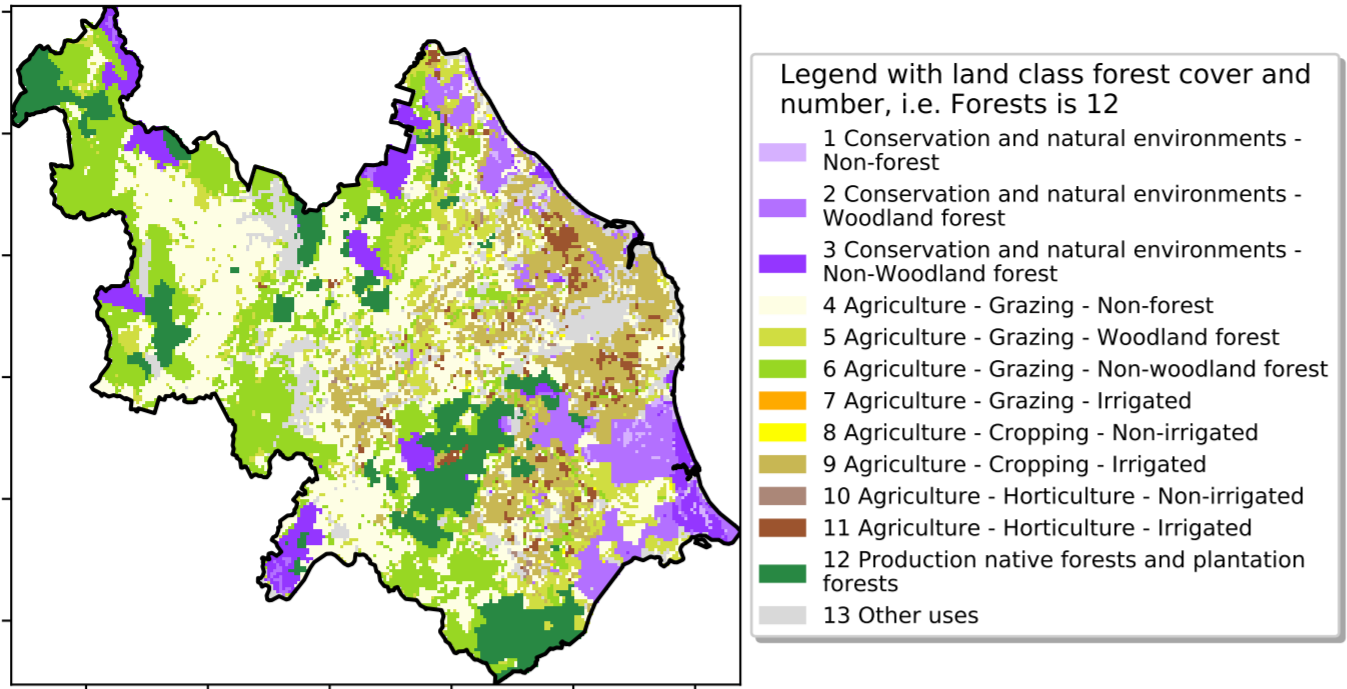 Legend with land class forest cover and
number, i.e. Forests is 12
1 Conservation and natural environments -
Non-forest
2 Conservation and natural environments -
Woodland forest
3 Conservation and natural environments -
Non-Woodland forest
4 Agriculture - Grazing - Non-forest
5 Agriculture - Grazing - Woodland forest
6 Agriculture - Grazing - Non-woodland forest
7 Agriculture - Grazing - Irrigated
8 Agriculture - Cropping - Non-irrigated
9 Agriculture - Cropping - Irrigated
10 Agriculture - Horticulture - Non-irrigated
11 Agriculture - Horticulture - Irrigated
12 Production native forests and plantation
forests
13 Other uses